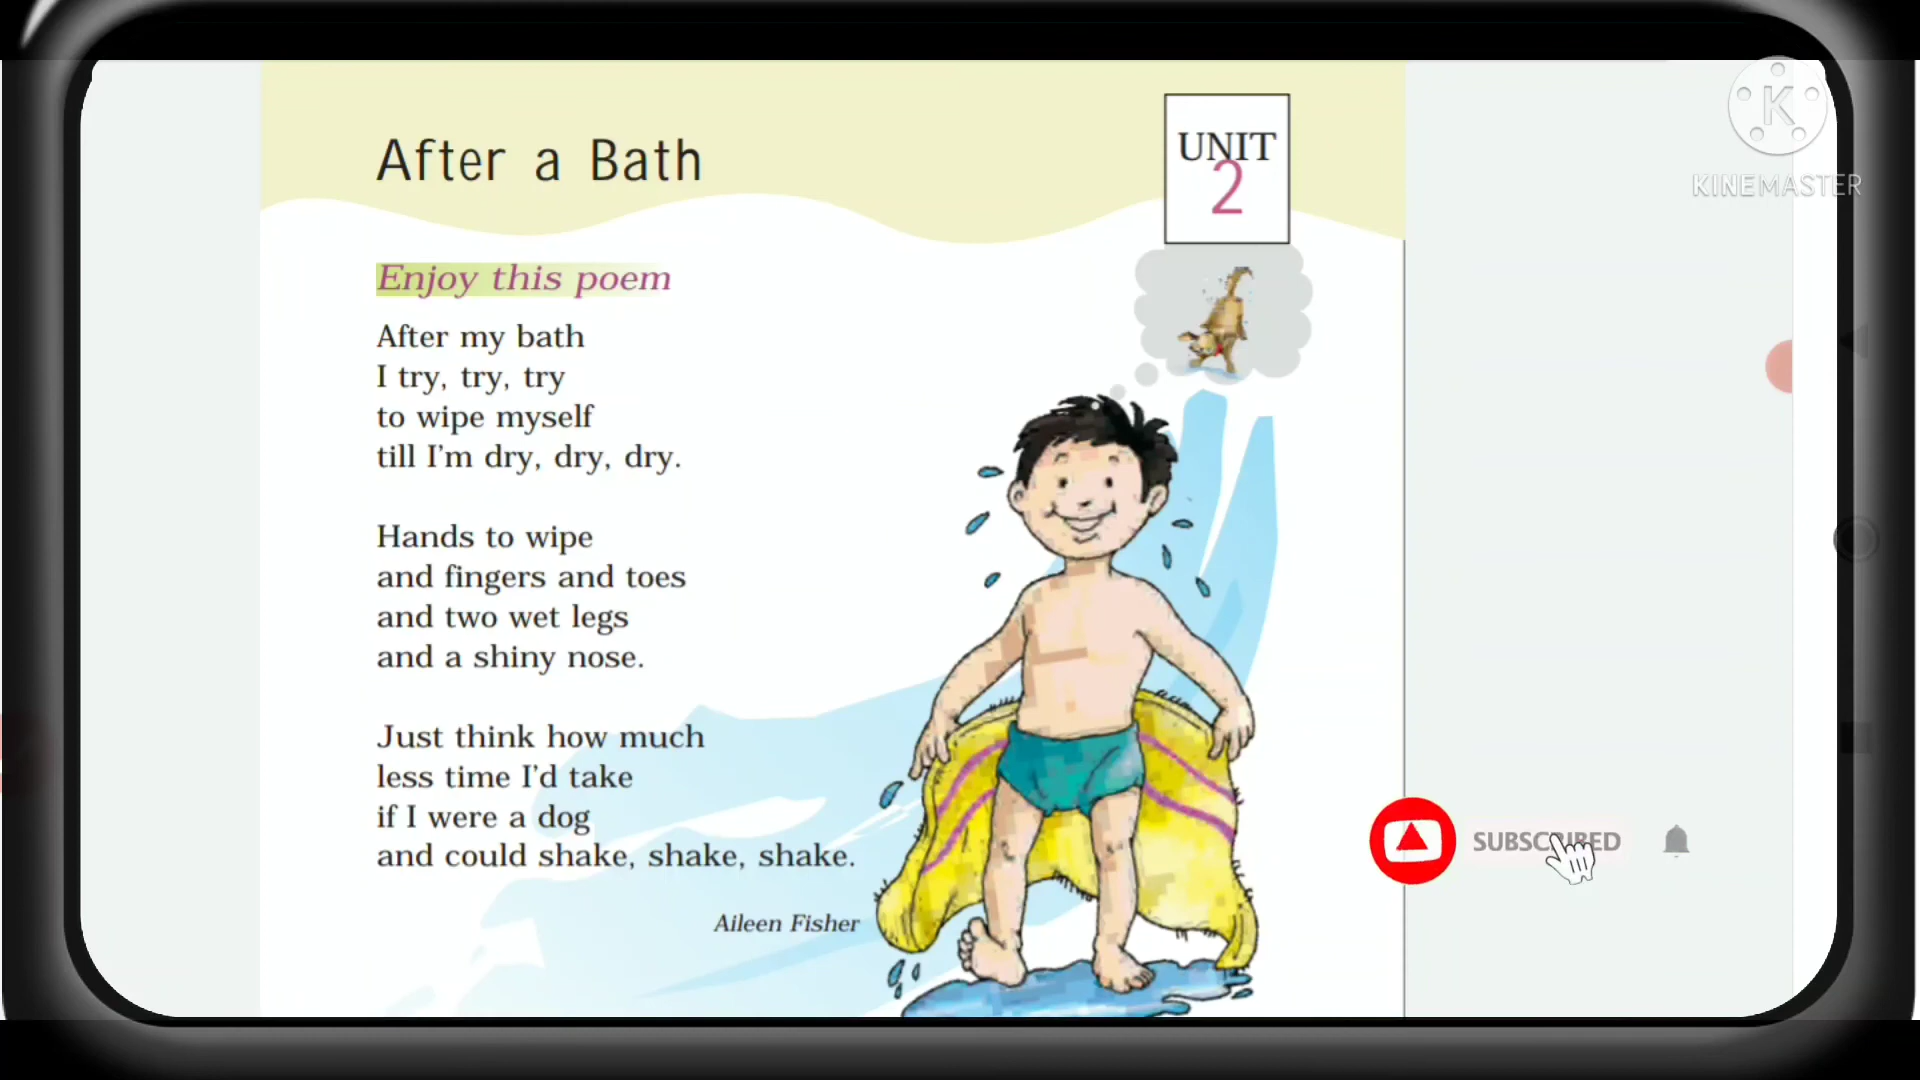 After a Bath
UNIT
2
KINEMASTER
Enjoy this poem
After my bath
I try, try, try
to wipe myself
till I'm dry, dry, dry.
Hands to wipe
and fingers and toes
and two wet legs
and a shiny nose.
Just think how much
less time I'd take
if I were a dog
and could shake, shake, shake.
Aileen Fisher
SUBSCRIBED